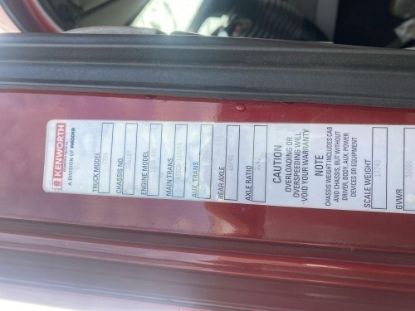 KENWORTH
A DIVISION OF PACCAR
TRUCK MODEL
CHASSIS NO.
ENGINE MODEL
MAIN TRANS.
AUX. TRANS.
REAR AXLE
AXLE RATIO
CAUTION
OVERLOADING OR
OVERSPEEDING WILL
VOID YOUR WARRANTY
NOTE
CHASSIS WEIGHT INCLUDES CAB
AND CHASSIS, BUT WITHOUT
DRIVER, BODY, AUX. POWER
DEVICES OR EQUIPMENT
SCALE WEIGHT
GVWR